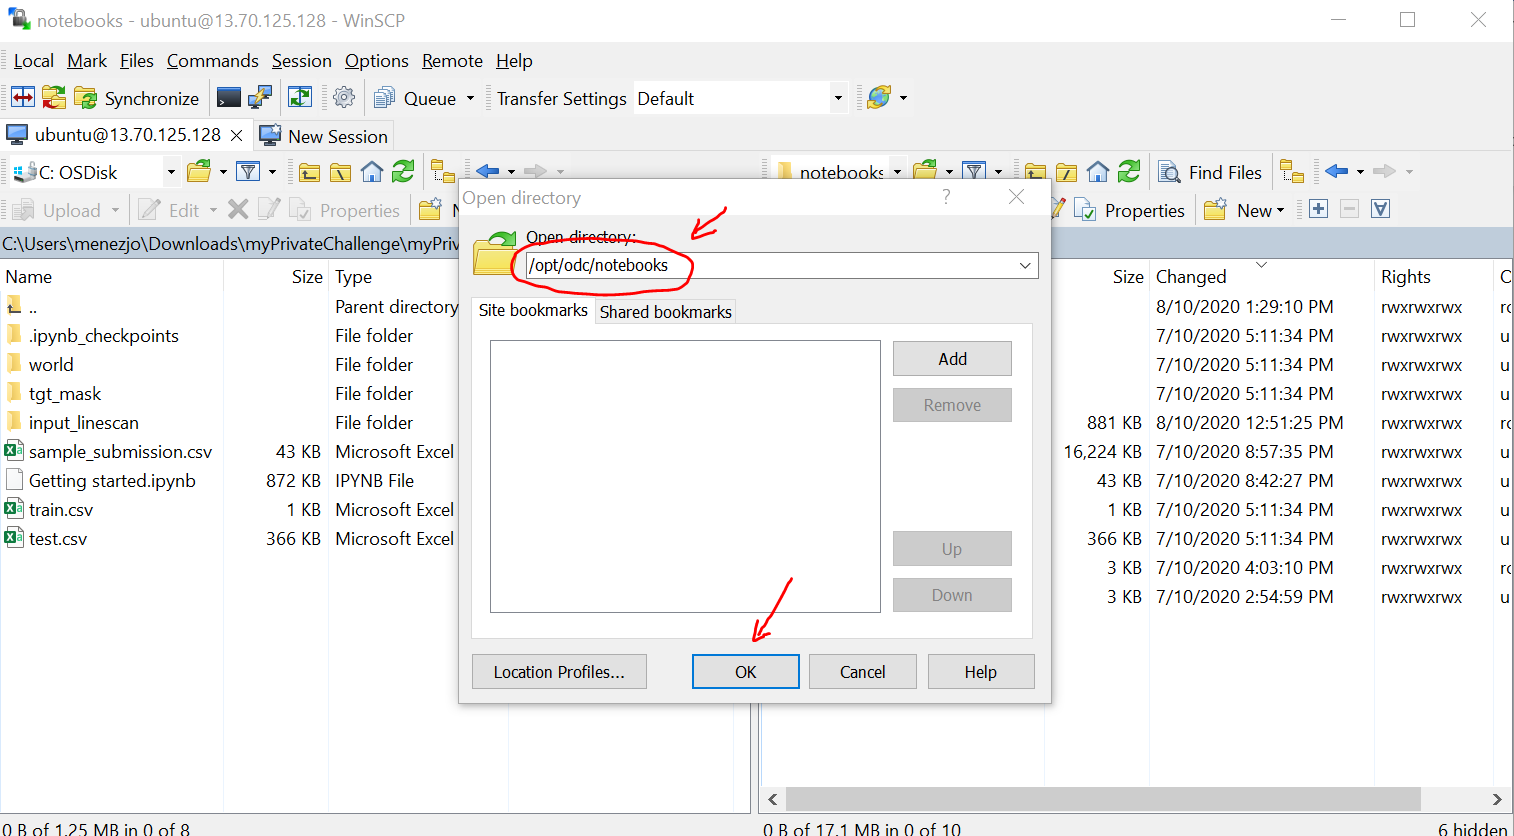 notebooks - ubuntu@13.70.125.128 - WinSCP
Local Mark Files Commands Session Options Remote Help
Synchronize Queue Transfer Settings Default
ubuntu@13.70.125.128 New Session
C: OSDisk notebooks Find Files
Upload Edit Properties Properties New
C:\Users\menezjo\Downloads\myPrivateChallenge\myPriv
Open directory ?
Open directory:
/opt/odc/notebooks
Site bookmarks Shared bookmarks
Add
Remove
Up
Down
Location Profiles... OK Cancel Help
Name Size Type
.. Parent directory
.ipynb_checkpoints File folder
world File folder
tgt_mask File folder
input_linescan File folder
sample_submission.csv 43 KB Microsoft Excel
Getting started.ipynb 872 KB IPYNB File
train.csv 1 KB Microsoft Excel
test.csv 366 KB Microsoft Excel
Size Changed Rights
8/10/2020 1:29:10 PM rwxrwxrwx
7/10/2020 5:11:34 PM rwxrwxrwx
7/10/2020 5:11:34 PM rwxrwxrwx
7/10/2020 5:11:34 PM rwxrwxrwx
881 KB 8/10/2020 12:51:25 PM rwxrwxrwx
16,224 KB 7/10/2020 8:57:35 PM rwxrwxrwx
43 KB 7/10/2020 8:42:27 PM rwxrwxrwx
1 KB 7/10/2020 5:11:34 PM rwxrwxrwx
366 KB 7/10/2020 5:11:34 PM rwxrwxrwx
3 KB 7/10/2020 4:03:10 PM rwxrwxrwx
3 KB 7/10/2020 2:54:59 PM rwxrwxrwx
0 B of 1.25 MB in 0 of 8
0 B of 17.1 MB in 0 of 10 6 hidden